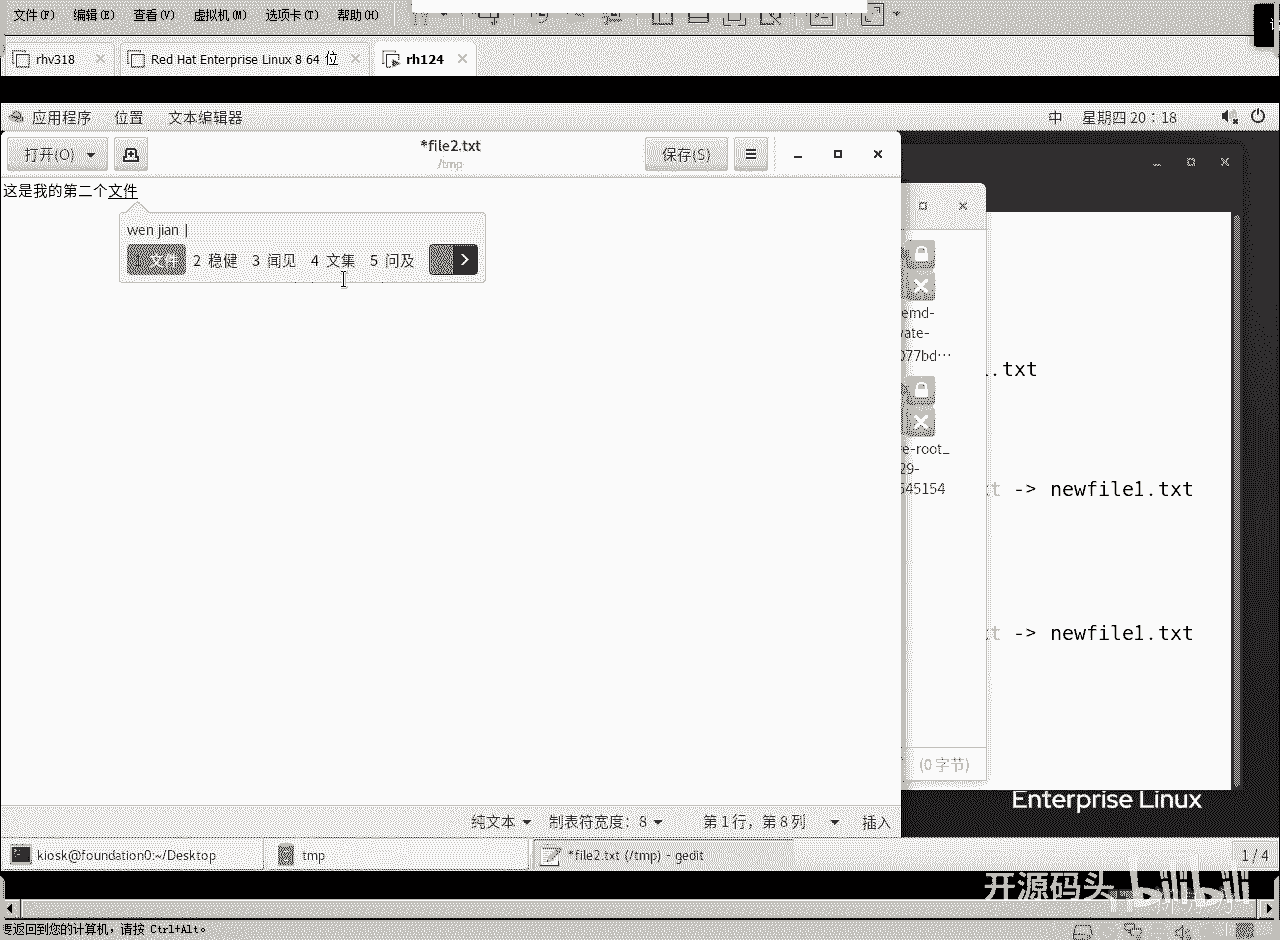 文件(F) 编辑(E) 查看(V) 虚拟机(M) 选项卡(T) 帮助(H)
rhv318 Red Hat Enterprise Linux 8 64 位 rh124
应用程序 位置 文本编辑器 中 星期四 20：18
打开(O) *file2.txt 保存(S)
/tmp
这是我的第二个文件
wen jian
1 文件 2 稳健 3 闻见 4 文集 5 问及
emd-
vate-
077bd…
.txt
re-root_
29-
545154
-> newfile1.txt
-> newfile1.txt
(0 字节)
Enterprise Linux
纯文本 制表符宽度：8 第 1 行，第 8 列 插入
kiosk@foundation0:~/Desktop tmp *file2.txt (/tmp) - gedit 1 / 4
开源码头 bilibili
要返回到您的计算机，请按 Ctrl+Alt。